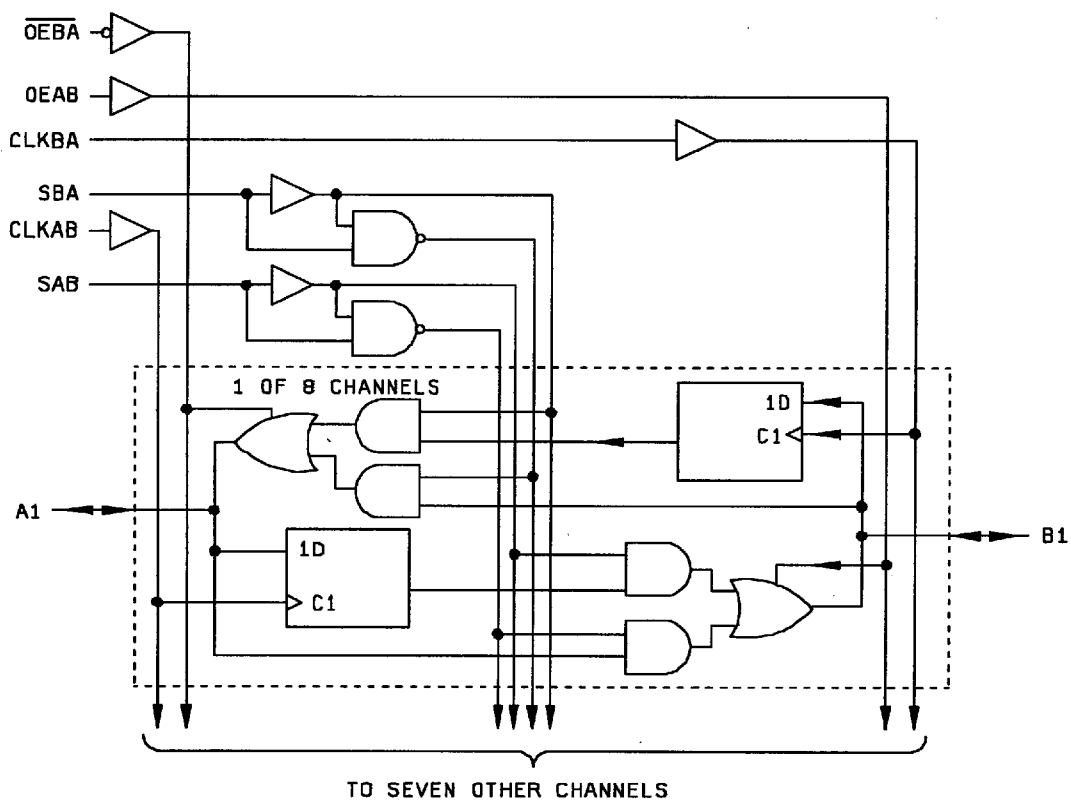 OEBA
OEAB
CLKBA
SBA
CLKAB
SAB
1 OF 8 CHANNELS
1D
C1
A1
1D
C1
B1
TO SEVEN OTHER CHANNELS